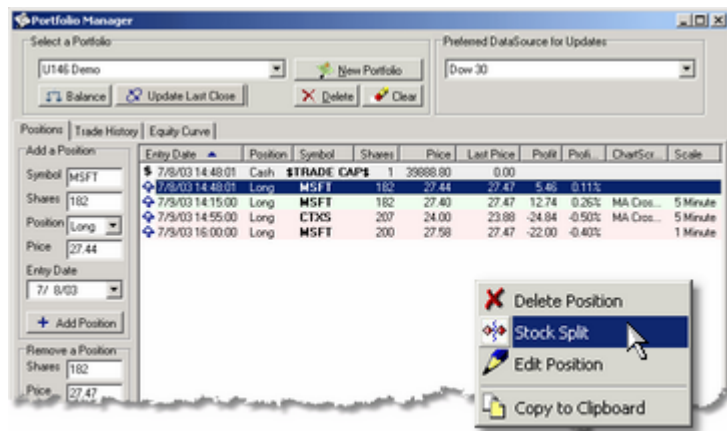 Portfolio Manager
Select a Portfolio
Preferred DataSource for Updates
U146 Demo
New Portfolio
Dow 30
Balance
Update Last Close
Delete
Clear
Positions Trade History Equity Curve
Add a Position
Entry Date Position Symbol Shares Price Last Price Profit Profi... ChartScr... Scale
$ 7/8/03 14:48:01 Cash $TRADE CAP$ 1 39888.80 0.00
7/8/03 14:48:01 Long MSFT 182 27.44 27.47 5.46 0.11%
7/9/03 14:15:00 Long MSFT 182 27.40 27.47 12.74 0.26% MA Cros... 5 Minute
7/9/03 14:55:00 Long CTXS 207 24.00 23.88 -24.84 -0.50% MA Cros... 5 Minute
7/9/03 16:00:00 Long MSFT 200 27.58 27.47 -22.00 -0.40% 1 Minute
Symbol MSFT
Shares 182
Position Long
Price 27.44
Entry Date
7/ 8/03
+ Add Position
Remove a Position
Shares 182
Price 27.47
Delete Position
Stock Split
Edit Position
Copy to Clipboard